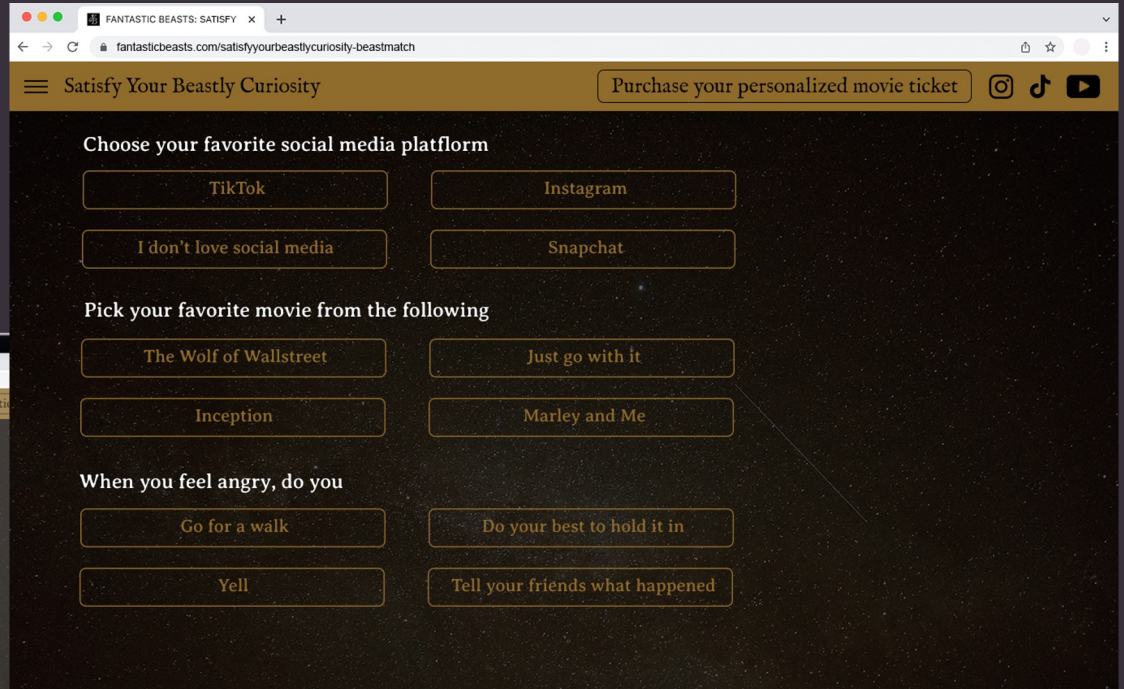 FANTASTIC BEASTS: SATISFY
fantasticbeasts.com/satisfyyourbeastlycuriosity-beastmatch
Satisfy Your Beastly Curiosity
Purchase your personalized movie ticket
Choose your favorite social media platflorm
TikTok
Instagram
I don't love social media
Snapchat
Pick your favorite movie from the following
The Wolf of Wallstreet
Just go with it
Inception
Marley and Me
When you feel angry, do you
Go for a walk
Do your best to hold it in
Yell
Tell your friends what happened